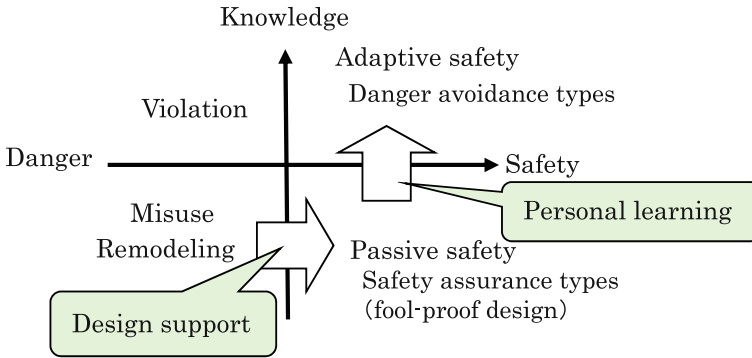 Knowledge
Adaptive safety
Danger avoidance types
Violation
Danger
Safety
Personal learning
Misuse
Remodeling
Passive safety
Safety assurance types
(fool-proof design)
Design support